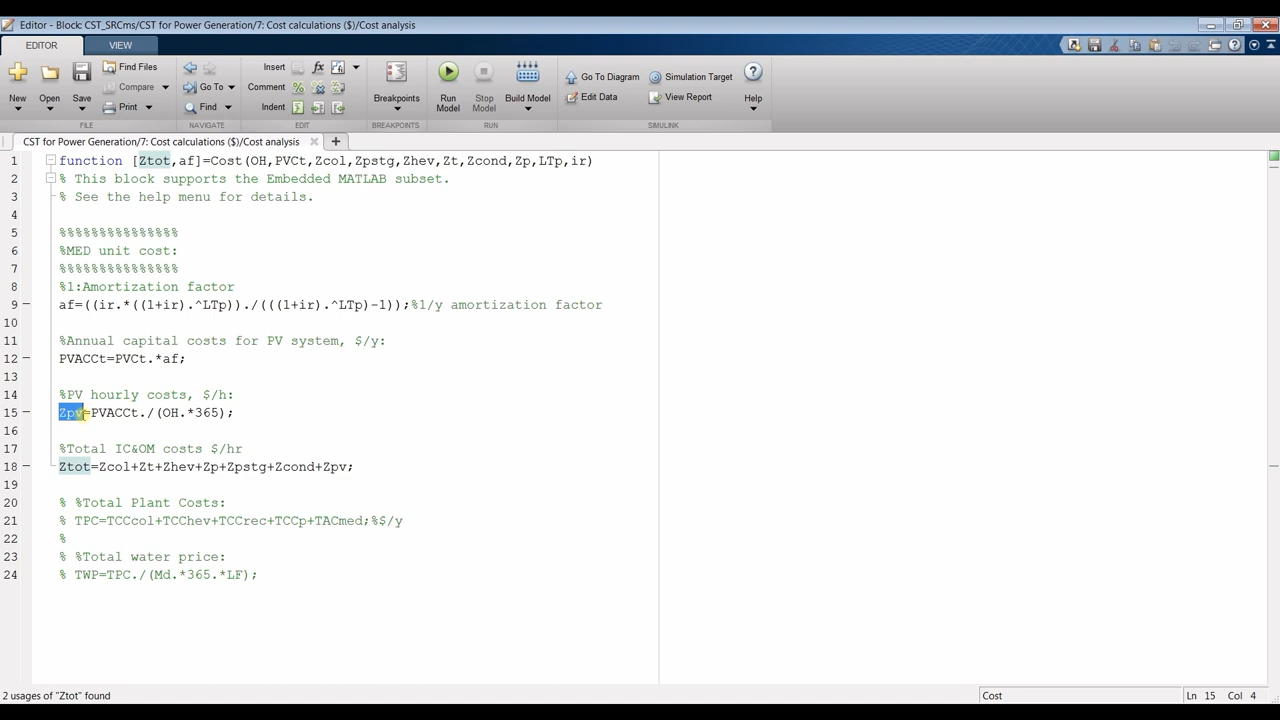 Editor - Block: CST_SRCms/CST for Power Generation/7: Cost calculations ($)/Cost analysis
EDITOR VIEW
New Open Save Find Files Compare Print
Go To Find
Insert Comment Indent
Breakpoints
Run Model Stop Model Build Model
Go To Diagram Simulation Target
Edit Data View Report
Help
FILE NAVIGATE EDIT BREAKPOINTS RUN SIMULINK
CST for Power Generation/7: Cost calculations ($)/Cost analysis
1 function [Ztot,af]=Cost(OH,PVCt,Zcol,Zpstg,Zhev,Zt,Zcond,Zp,LTp,ir)
2 % This block supports the Embedded MATLAB subset.
3 % See the help menu for details.
4
5 %%%%%%%%%%%%%%%
6 %MED unit cost:
7 %%%%%%%%%%%%%%%
8 %1:Amortization factor
9 af=((ir.*((1+ir).^LTp))./(((1+ir).^LTp)-1));%1/y amortization factor
10
11 %Annual capital costs for PV system, $/y:
12 PVACCt=PVCt.*af;
13
14 %PV hourly costs, $/h:
15 Zpv=PVACCt./(OH.*365);
16
17 %Total IC&OM costs $/hr
18 Ztot=Zcol+Zt+Zhev+Zp+Zpstg+Zcond+Zpv;
19
20 % %Total Plant Costs:
21 % TPC=TCCcol+TCChev+TCCrec+TCCp+TACmed;%$/y
22 %
23 % %Total water price:
24 % TWP=TPC./(Md.*365.*LF);
2 usages of "Ztot" found
Cost
Ln 15 Col 4